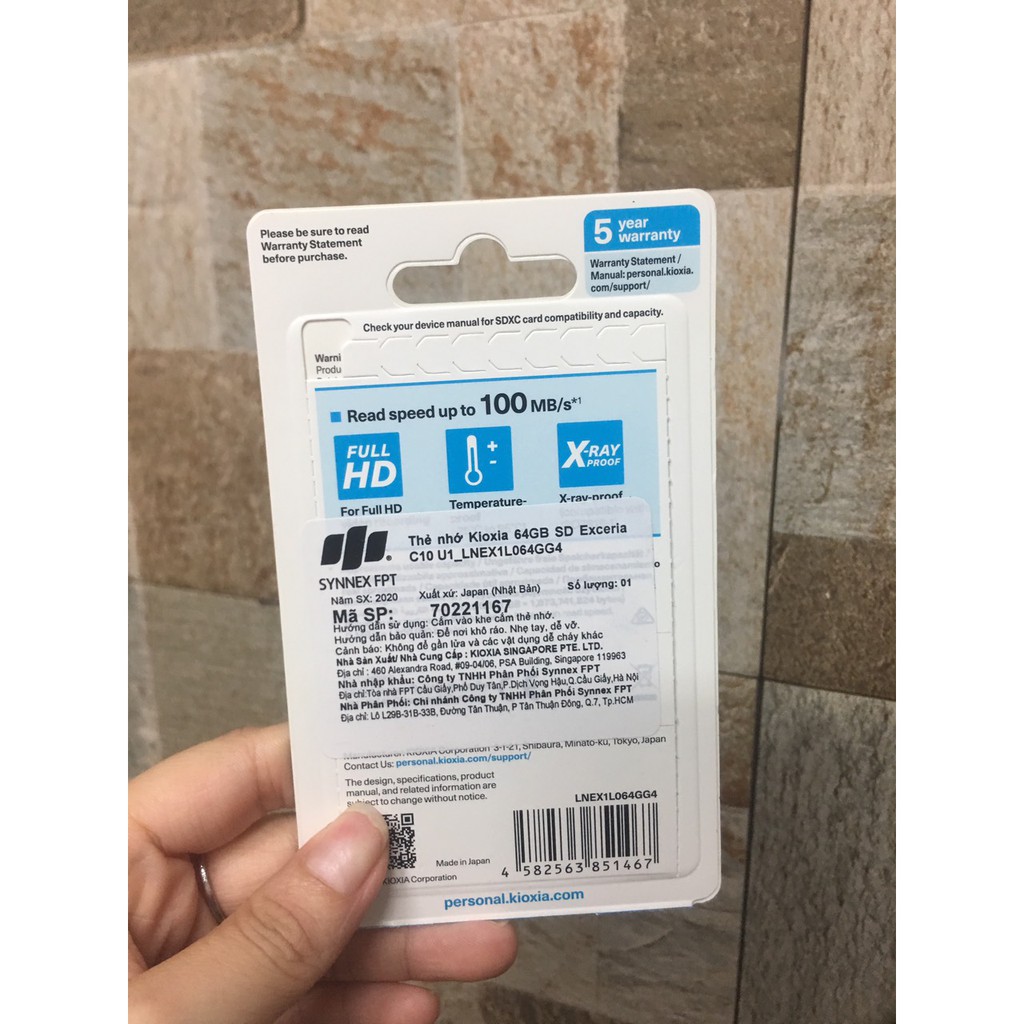 Please be sure to read
Warranty Statement
before purchase.
5 year
warranty
Warranty Statement /
Manual: personal.kioxia.
com/support/
Check your device manual for SDXC card compatibility and capacity.
Warni
Produ
Read speed up to 100 MB/s*1
FULL
HD
+
-
X-RAY
PROOF
For Full HD
Temperature-
X-ray-proof
SYNNEX FPT
Thẻ nhớ Kioxia 64GB SD Exceria
C10 U1_LNEX1L064GG4
Năm SX: 2020 Xuất xứ: Japan (Nhật Bản) Số lượng: 01
Mã SP: 70221167
Hướng dẫn sử dụng: Cắm vào khe cắm thẻ nhớ.
Hướng dẫn bảo quản: Để nơi khô ráo. Nhẹ tay, dễ vỡ.
Cảnh báo: Không để gần lửa và các vật dụng dễ cháy khác
Nhà Sản Xuất/ Nhà Cung Cấp : KIOXIA SINGAPORE PTE. LTD.
Địa chỉ : 460 Alexandra Road, #09-04/06, PSA Building, Singapore 119963
Nhà nhập khẩu: Công ty TNHH Phân Phối Synnex FPT
Địa chỉ:Tòa nhà FPT Cầu Giấy,Phố Duy Tân,P.Dịch Vọng Hậu,Q.Cầu Giấy,Hà Nội
Nhà Phân Phối: Chi nhánh Công ty TNHH Phân Phối Synnex FPT
Địa chỉ: Lô L29B-31B-33B, Đường Tân Thuận, P Tân Thuận Đông, Q.7, Tp.HCM
Manufacturer: KIOXIA Corporation 3-1-21, Shibaura, Minato-ku, Tokyo, Japan
Contact Us: personal.kioxia.com/support/
The design, specifications, product
manual, and related information are
subject to change without notice.
LNEX1L064GG4
Made in Japan
KIOXIA Corporation
4 582563 851467
personal.kioxia.com